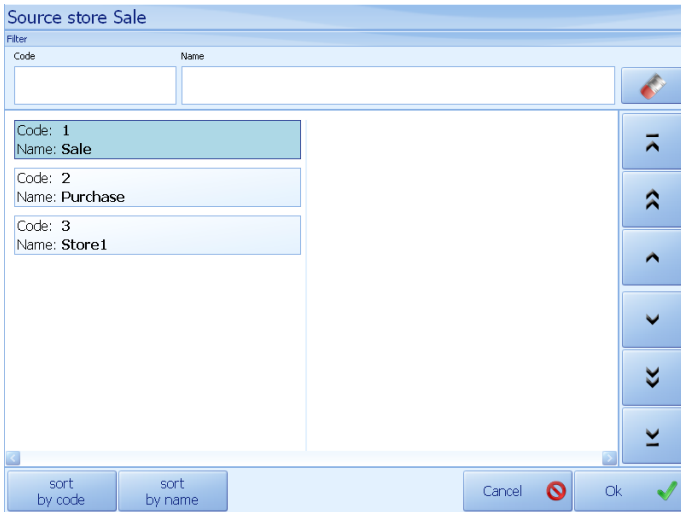 Source store Sale
Filter
Code Name
Code: 1
Name: Sale
Code: 2
Name: Purchase
Code: 3
Name: Store1
sort by code sort by name Cancel Ok